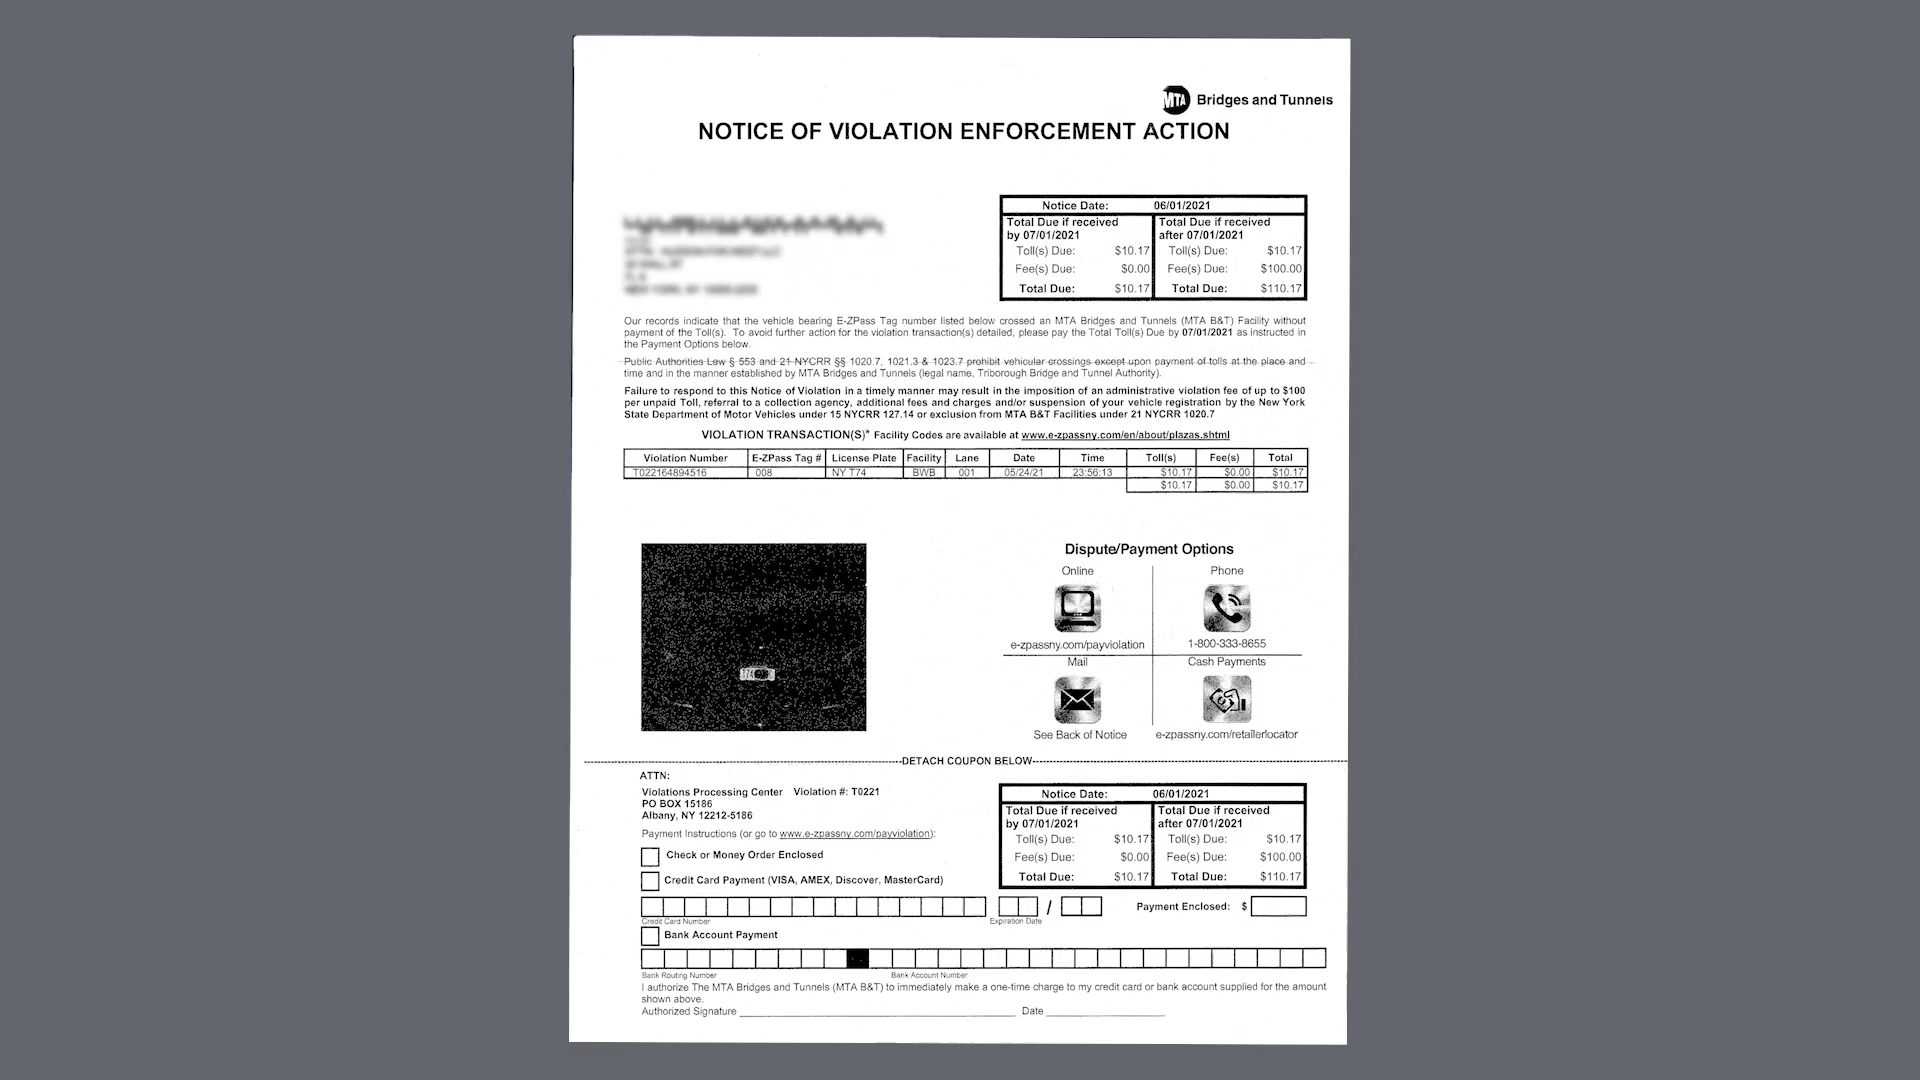 MTA Bridges and Tunnels
NOTICE OF VIOLATION ENFORCEMENT ACTION
Notice Date: 06/01/2021
Total Due if received by 07/01/2021
Toll(s) Due: $10.17
Fee(s) Due: $0.00
Total Due: $10.17
Total Due if received after 07/01/2021
Toll(s) Due: $10.17
Fee(s) Due: $100.00
Total Due: $110.17
Our records indicate that the vehicle bearing E-ZPass Tag number listed below crossed an MTA Bridges and Tunnels (MTA B&T) Facility without
payment of the Toll(s). To avoid further action for the violation transaction(s) detailed, please pay the Total Toll(s) Due by 07/01/2021 as instructed in
the Payment Options below.
Public Authorities Law § 553 and 21 NYCRR §§ 1020.7, 1021.3 & 1023.7 prohibit vehicular crossings except upon payment of tolls at the place and
time and in the manner established by MTA Bridges and Tunnels (legal name, Triborough Bridge and Tunnel Authority).
Failure to respond to this Notice of Violation in a timely manner may result in the imposition of an administrative violation fee of up to $100
per unpaid Toll, referral to a collection agency, additional fees and charges and/or suspension of your vehicle registration by the New York
State Department of Motor Vehicles under 15 NYCRR 127.14 or exclusion from MTA B&T Facilities under 21 NYCRR 1020.7
VIOLATION TRANSACTION(S)* Facility Codes are available at www.e-zpassny.com/en/about/plazas.shtml
Violation Number E-ZPass Tag # License Plate Facility Lane Date Time Toll(s) Fee(s) Total
T022164894516 008 NY T74 BWB 001 05/24/21 23:56:13 $10.17 $0.00 $10.17
$10.17 $0.00 $10.17
Dispute/Payment Options
Online Phone
e-zpassny.com/payviolation 1-800-333-8655
Mail Cash Payments
See Back of Notice e-zpassny.com/retailerlocator
DETACH COUPON BELOW
ATTN:
Violations Processing Center Violation #: T0221
PO BOX 15186
Albany, NY 12212-5186
Payment Instructions (or go to www.e-zpassny.com/payviolation):
Check or Money Order Enclosed
Credit Card Payment (VISA, AMEX, Discover, MasterCard)
Notice Date: 06/01/2021
Total Due if received by 07/01/2021
Toll(s) Due: $10.17
Fee(s) Due: $0.00
Total Due: $10.17
Total Due if received after 07/01/2021
Toll(s) Due: $10.17
Fee(s) Due: $100.00
Total Due: $110.17
/ Payment Enclosed: $
Credit Card Number Expiration Date
Bank Account Payment
Bank Routing Number Bank Account Number
I authorize The MTA Bridges and Tunnels (MTA B&T) to immediately make a one-time charge to my credit card or bank account supplied for the amount
shown above.
Authorized Signature Date